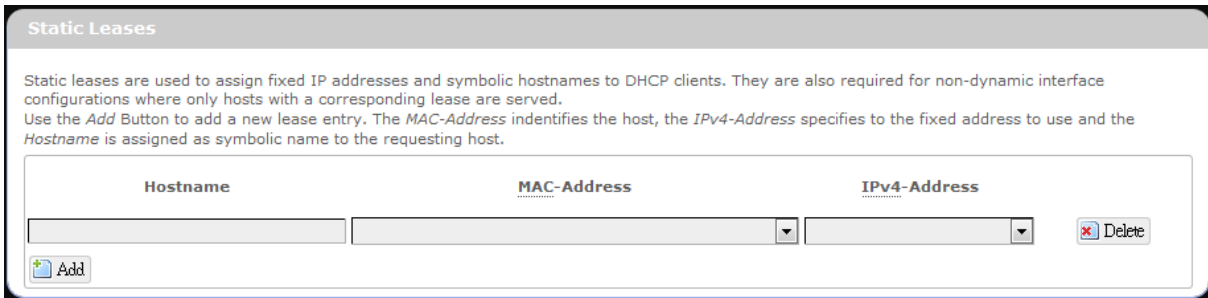 Static Leases
Static leases are used to assign fixed IP addresses and symbolic hostnames to DHCP clients. They are also required for non-dynamic interface
configurations where only hosts with a corresponding lease are served.
Use the Add Button to add a new lease entry. The MAC-Address indentifies the host, the IPv4-Address specifies to the fixed address to use and the
Hostname is assigned as symbolic name to the requesting host.
Hostname MAC-Address IPv4-Address
Delete
Add